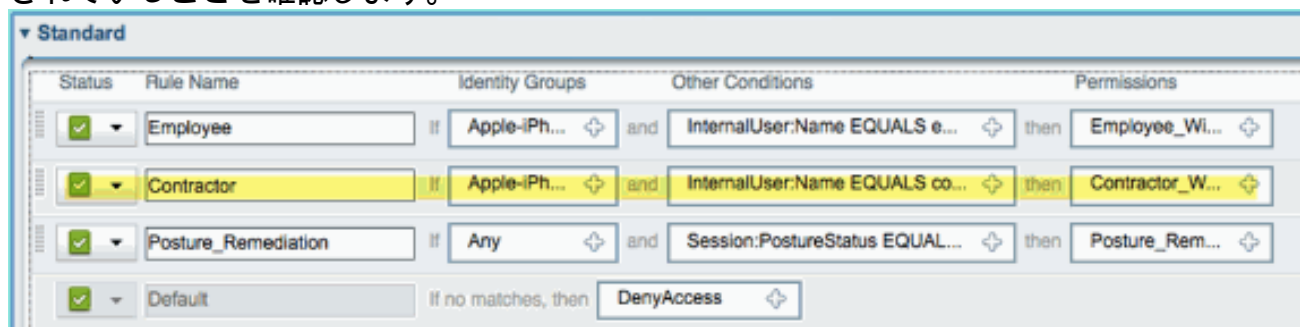 されていることを確認します。
▼ Standard
Status Rule Name Identity Groups Other Conditions Permissions
Employee If Apple-iPh... and InternalUser:Name EQUALS e... then Employee_Wi...
Contractor If Apple-iPh... and InternalUser:Name EQUALS co... then Contractor_W...
Posture_Remediation If Any and Session:PostureStatus EQUAL... then Posture_Rem...
Default If no matches, then DenyAccess